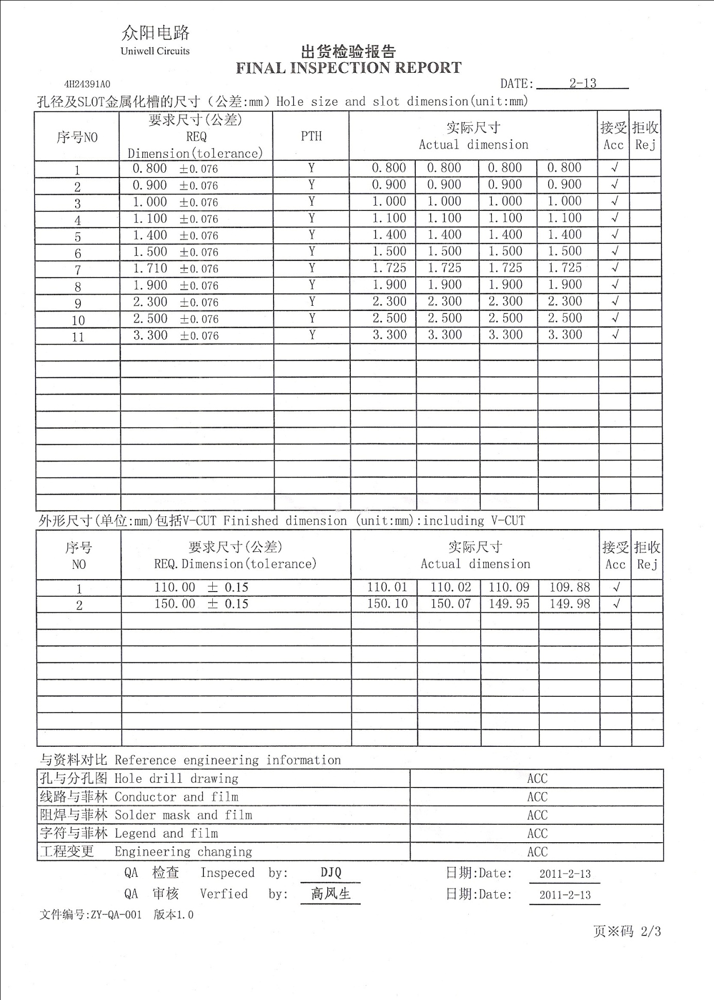 众阳电路
Uniwell Circuits
出货检验报告
FINAL INSPECTION REPORT
4H24391A0 DATE: 2-13
孔径及SLOT金属化槽的尺寸（公差:mm）Hole size and slot dimension(unit:mm)
序号NO 要求尺寸(公差) REQ Dimension(tolerance) PTH 实际尺寸 Actual dimension 接受 Acc 拒收 Rej
1 0.800 ±0.076 Y 0.800 0.800 0.800 0.800 √
2 0.900 ±0.076 Y 0.900 0.900 0.900 0.900 √
3 1.000 ±0.076 Y 1.000 1.000 1.000 1.000 √
4 1.100 ±0.076 Y 1.100 1.100 1.100 1.100 √
5 1.400 ±0.076 Y 1.400 1.400 1.400 1.400 √
6 1.500 ±0.076 Y 1.500 1.500 1.500 1.500 √
7 1.710 ±0.076 Y 1.725 1.725 1.725 1.725 √
8 1.900 ±0.076 Y 1.900 1.900 1.900 1.900 √
9 2.300 ±0.076 Y 2.300 2.300 2.300 2.300 √
10 2.500 ±0.076 Y 2.500 2.500 2.500 2.500 √
11 3.300 ±0.076 Y 3.300 3.300 3.300 3.300 √
外形尺寸(单位:mm)包括V-CUT Finished dimension (unit:mm):including V-CUT
序号 NO 要求尺寸(公差) REQ.Dimension(tolerance) 实际尺寸 Actual dimension 接受 Acc 拒收 Rej
1 110.00 ± 0.15 110.01 110.02 110.09 109.88 √
2 150.00 ± 0.15 150.10 150.07 149.95 149.98 √
与资料对比 Reference engineering information
孔与分孔图 Hole drill drawing ACC
线路与菲林 Conductor and film ACC
阻焊与菲林 Solder mask and film ACC
字符与菲林 Legend and film ACC
工程变更 Engineering changing ACC
QA 检查 Inspeced by: DJQ 日期:Date: 2011-2-13
QA 审核 Verfied by: 高风生 日期:Date: 2011-2-13
文件编号:ZY-QA-001 版本1.0
页※码 2/3